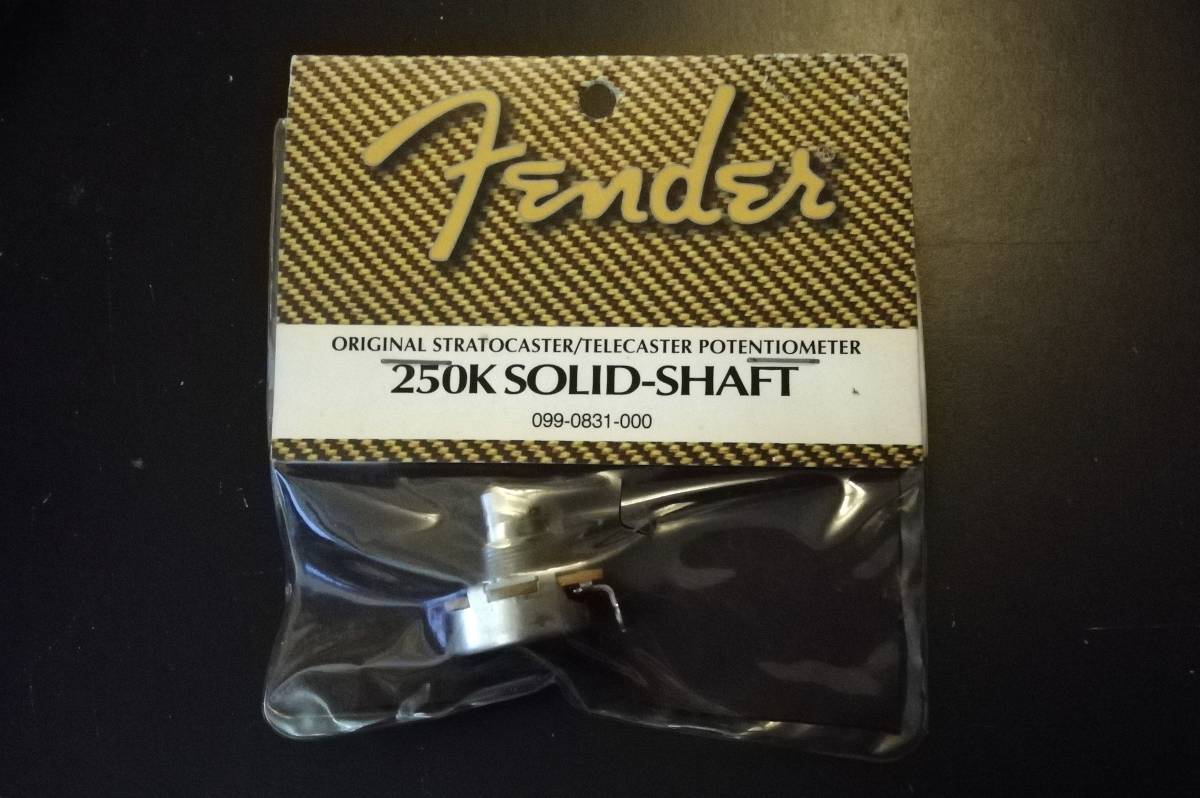 Fender®
ORIGINAL STRATOCASTER/TELECASTER POTENTIOMETER
250K SOLID-SHAFT
099-0831-000